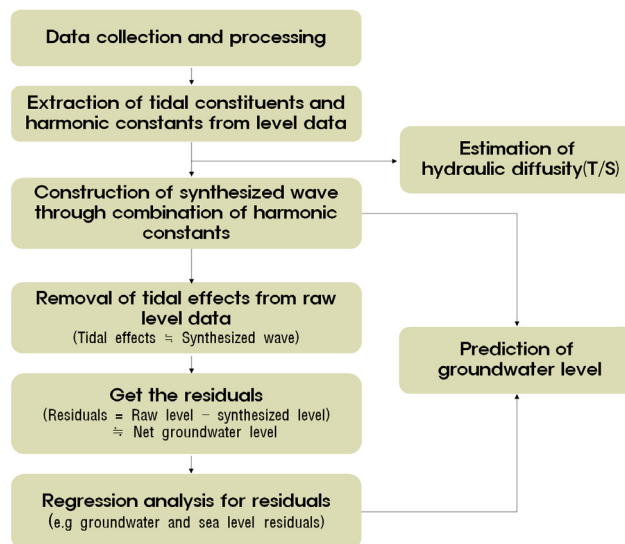 Data collection and processing
Extraction of tidal constituents and
harmonic constants from level data
Estimation of
hydraulic diffusity(T/S)
Construction of synthesized wave
through combination of harmonic
constants
Removal of tidal effects from raw
level data
(Tidal effects ≒ Synthesized wave)
Prediction of
groundwater level
Get the residuals
(Residuals = Raw level – synthesized level)
≒ Net groundwater level
Regression analysis for residuals
(e.g groundwater and sea level residuals)